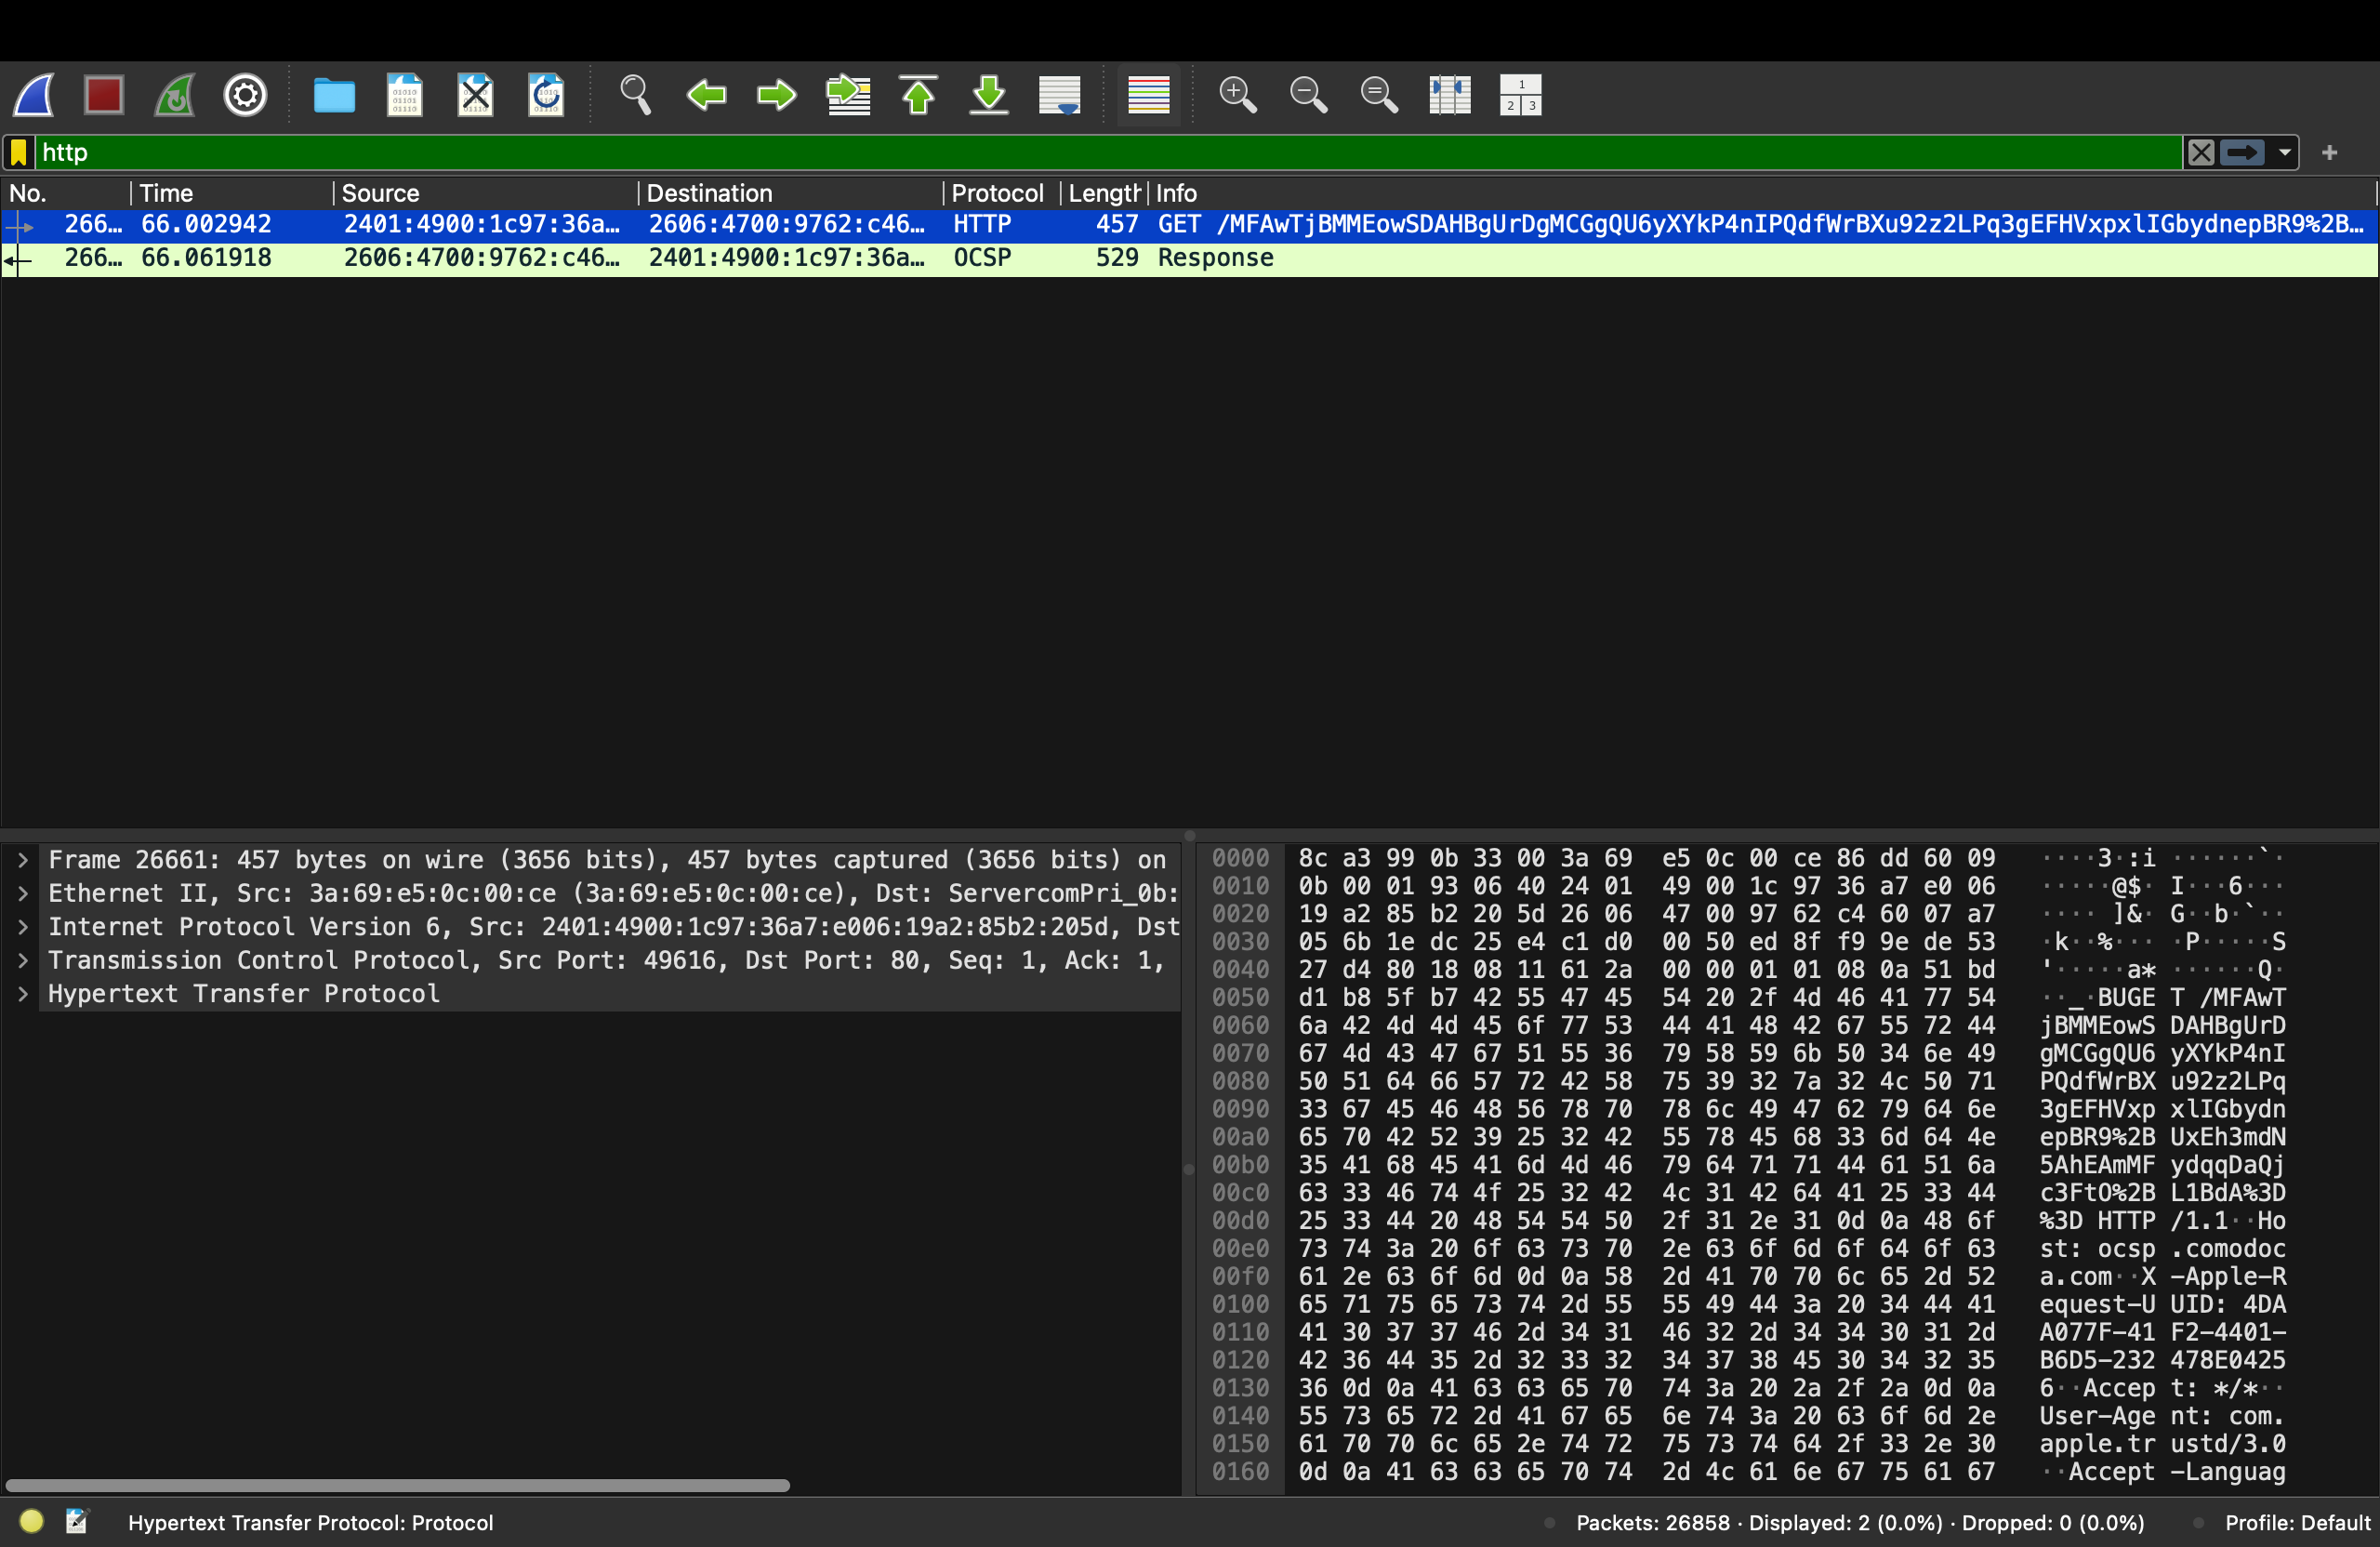 http
No. Time Source Destination Protocol Length Info
266… 66.002942 2401:4900:1c97:36a… 2606:4700:9762:c46… HTTP 457 GET /MFAwTjBMMEowSDAHBgUrDgMCGgQU6yXYkP4nIPQdfWrBXu92z2LPq3gEFHVxpxlIGbydnepBR9%2B…
266… 66.061918 2606:4700:9762:c46… 2401:4900:1c97:36a… OCSP 529 Response
Frame 26661: 457 bytes on wire (3656 bits), 457 bytes captured (3656 bits) on
Ethernet II, Src: 3a:69:e5:0c:00:ce (3a:69:e5:0c:00:ce), Dst: ServercomPri_0b:
Internet Protocol Version 6, Src: 2401:4900:1c97:36a7:e006:19a2:85b2:205d, Dst
Transmission Control Protocol, Src Port: 49616, Dst Port: 80, Seq: 1, Ack: 1,
Hypertext Transfer Protocol
0000 8c a3 99 0b 33 00 3a 69 e5 0c 00 ce 86 dd 60 09 ····3·:i ······`·
0010 0b 00 01 93 06 40 24 01 49 00 1c 97 36 a7 e0 06 ·····@$· I···6···
0020 19 a2 85 b2 20 5d 26 06 47 00 97 62 c4 60 07 a7 ···· ]&· G··b·`··
0030 05 6b 1e dc 25 e4 c1 d0 00 50 ed 8f f9 9e de 53 ·k··%··· ·P·····S
0040 27 d4 80 18 08 11 61 2a 00 00 01 01 08 0a 51 bd '·····a* ······Q·
0050 d1 b8 5f b7 42 55 47 45 54 20 2f 4d 46 41 77 54 ··_·BUGE T /MFAwT
0060 6a 42 4d 4d 45 6f 77 53 44 41 48 42 67 55 72 44 jBMMEowS DAHBgUrD
0070 67 4d 43 47 67 51 55 36 79 58 59 6b 50 34 6e 49 gMCGgQU6 yXYkP4nI
0080 50 51 64 66 57 72 42 58 75 39 32 7a 32 4c 50 71 PQdfWrBX u92z2LPq
0090 33 67 45 46 48 56 78 70 78 6c 49 47 62 79 64 6e 3gEFHVxp xlIGbydn
00a0 65 70 42 52 39 25 32 42 55 78 45 68 33 6d 64 4e epBR9%2B UxEh3mdN
00b0 35 41 68 45 41 6d 4d 46 79 64 71 71 44 61 51 6a 5AhEAmMF ydqqDaQj
00c0 63 33 46 74 4f 25 32 42 4c 31 42 64 41 25 33 44 c3FtO%2B L1BdA%3D
00d0 25 33 44 20 48 54 54 50 2f 31 2e 31 0d 0a 48 6f %3D HTTP /1.1··Ho
00e0 73 74 3a 20 6f 63 73 70 2e 63 6f 6d 6f 64 6f 63 st: ocsp .comodoc
00f0 61 2e 63 6f 6d 0d 0a 58 2d 41 70 70 6c 65 2d 52 a.com··X -Apple-R
0100 65 71 75 65 73 74 2d 55 55 49 44 3a 20 34 44 41 equest-U UID: 4DA
0110 41 30 37 37 46 2d 34 31 46 32 2d 34 34 30 31 2d A077F-41 F2-4401-
0120 42 36 44 35 2d 32 33 32 34 37 38 45 30 34 32 35 B6D5-232 478E0425
0130 36 0d 0a 41 63 63 65 70 74 3a 20 2a 2f 2a 0d 0a 6··Accep t: */*··
0140 55 73 65 72 2d 41 67 65 6e 74 3a 20 63 6f 6d 2e User-Age nt: com.
0150 61 70 70 6c 65 2e 74 72 75 73 74 64 2f 33 2e 30 apple.tr ustd/3.0
0160 0d 0a 41 63 63 65 70 74 2d 4c 61 6e 67 75 61 67 ··Accept -Languag
Hypertext Transfer Protocol: Protocol Packets: 26858 · Displayed: 2 (0.0%) · Dropped: 0 (0.0%) Profile: Default